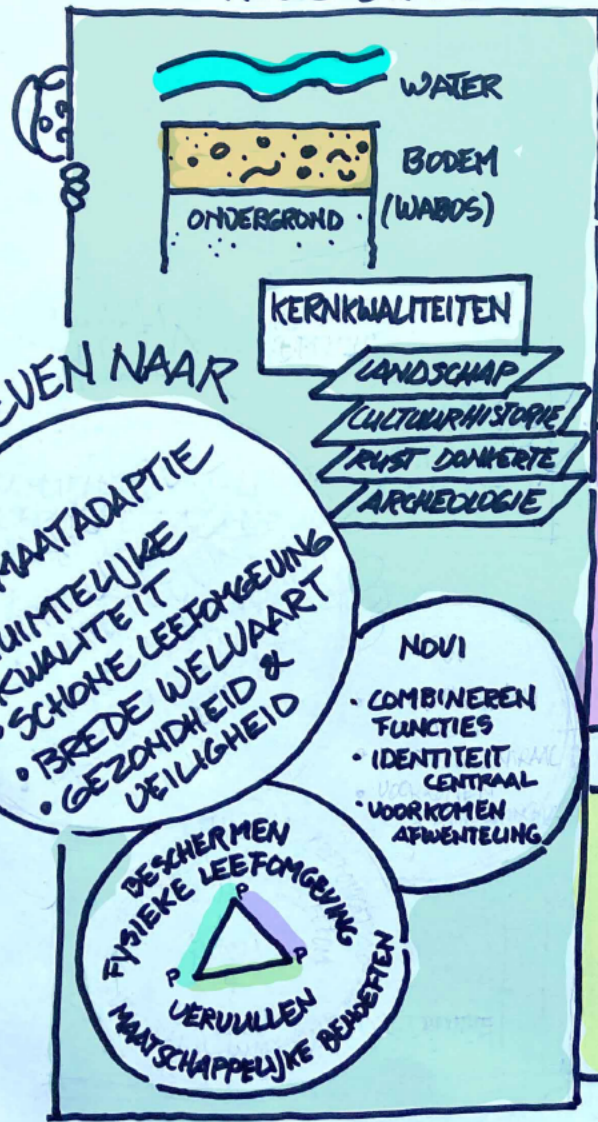 WATER
BODEM
(WABOS)
ONDERGROND
KERNKWALITEITEN
LANDSCHAP
CULTUURHISTORIE
RUST DONKERTE
ARCHEOLOGIE
EVEN NAAR
MAATADAPTIE
UIMTELIJKE
KWALITEIT
• SCHONE LEEFOMGEVING
• BREDE WELVAART
• GEZONDHEID &
VEILIGHEID
NOVI
• COMBINEREN
FUNCTIES
• IDENTITEIT
CENTRAAL
• VOORKOMEN
AFWENTELING
BESCHERMEN
FYSIEKE LEEFOMGEVING
P
P
P
VERVULLEN
MAATSCHAPPELIJKE BEHOEFTEN